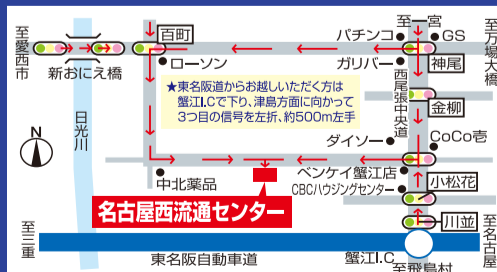 至愛西市
新おにえ橋
百町
ローソン
至一宮
パチンコ
GS
ガリバー
神尾
至万場大橋
西尾張中央道
金柳
★東名阪道からお越しいただく方は
蟹江I.Cで下り、津島方面に向かって
3つ目の信号を左折、約500m左手
N
日光川
ダイソー
CoCo壱
ベンケイ蟹江店
CBCハウジングセンター
小松花
中北薬品
名古屋西流通センター
川並
至三重
東名阪自動車道
蟹江I.C
至飛島村
至名古屋